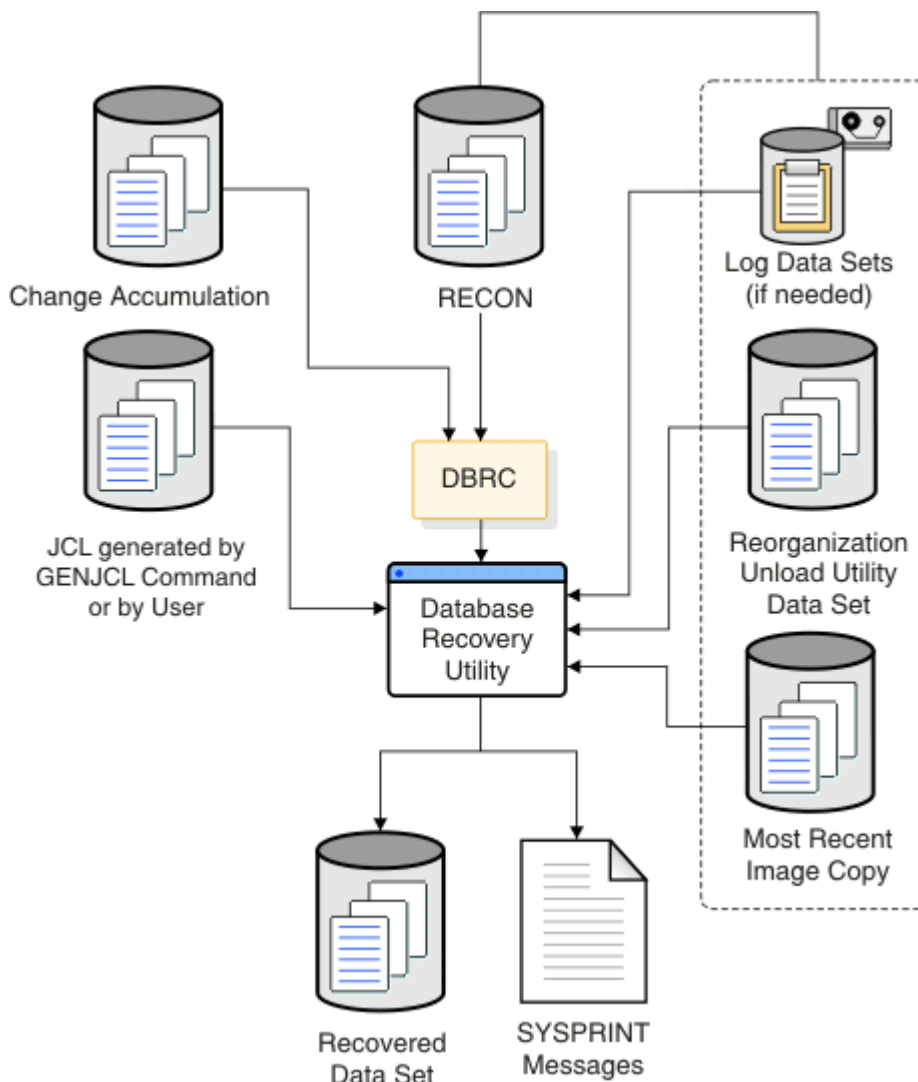 Change Accumulation
RECON
Log Data Sets
(if needed)
JCL generated by
GENJCL Command
or by User
DBRC
Reorganization
Unload Utility
Data Set
Database
Recovery
Utility
Most Recent
Image Copy
Recovered
Data Set
SYSPRINT
Messages